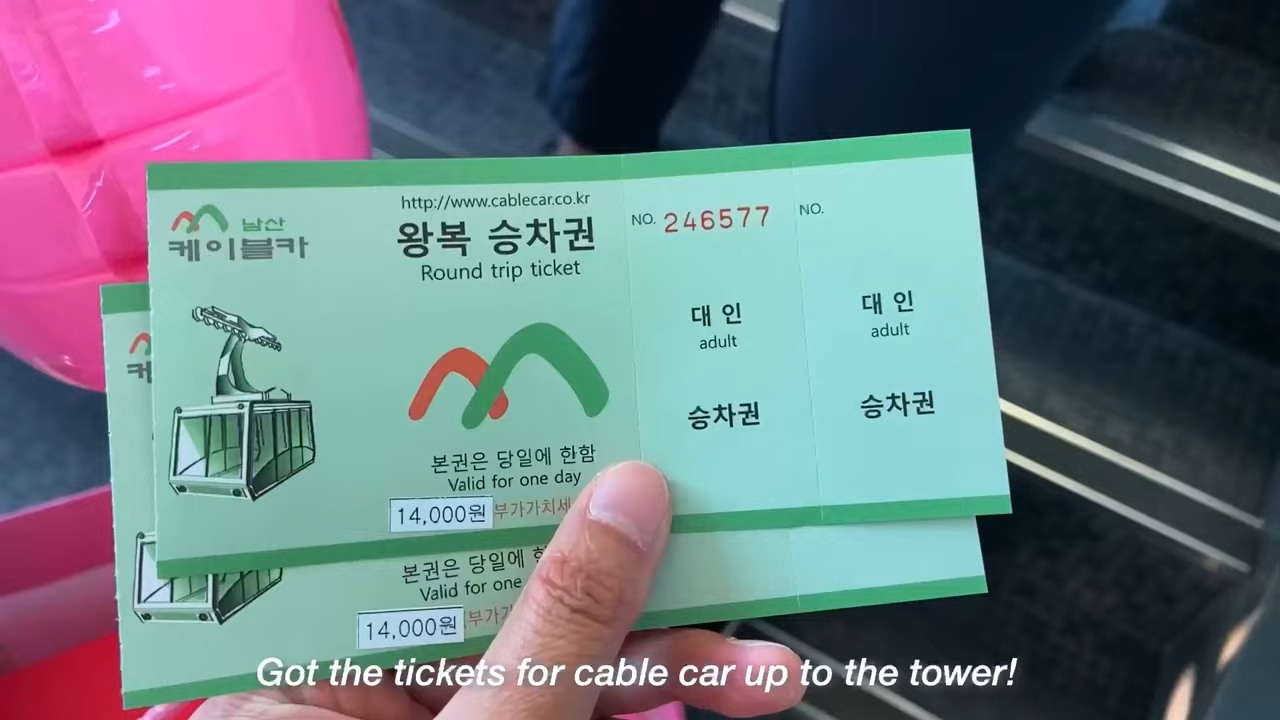 남산
케이블카
http://www.cablecar.co.kr
왕복 승차권
Round trip ticket
본권은 당일에 한함
Valid for one day
14,000원 부가가치세
NO. 246577
대 인
adult
승차권
NO.
대 인
adult
승차권
케
본권은 당일에 한
Valid for one
14,000원 부가
Got the tickets for cable car up to the tower!